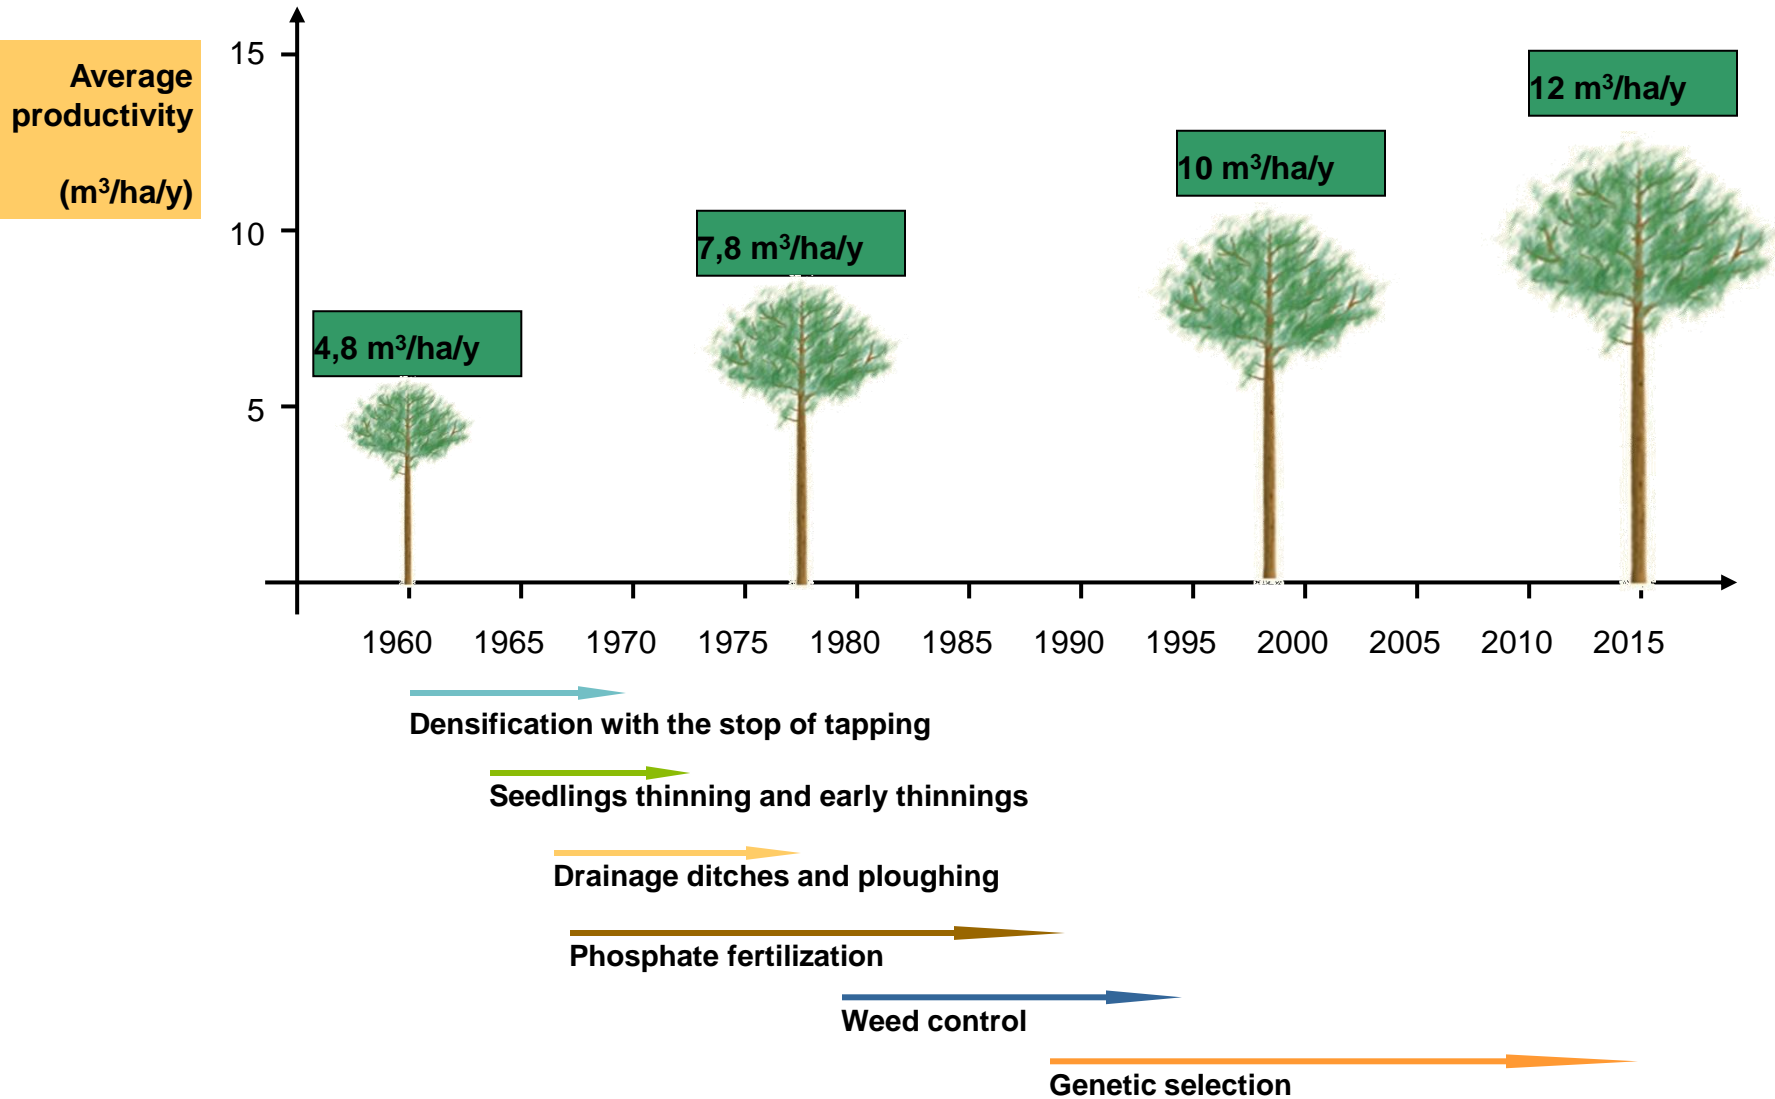 Average
productivity
(m³/ha/y)
15
10
5
4,8 m³/ha/y
7,8 m³/ha/y
10 m³/ha/y
12 m³/ha/y
1960 1965 1970 1975 1980 1985 1990 1995 2000 2005 2010 2015
Densification with the stop of tapping
Seedlings thinning and early thinnings
Drainage ditches and ploughing
Phosphate fertilization
Weed control
Genetic selection